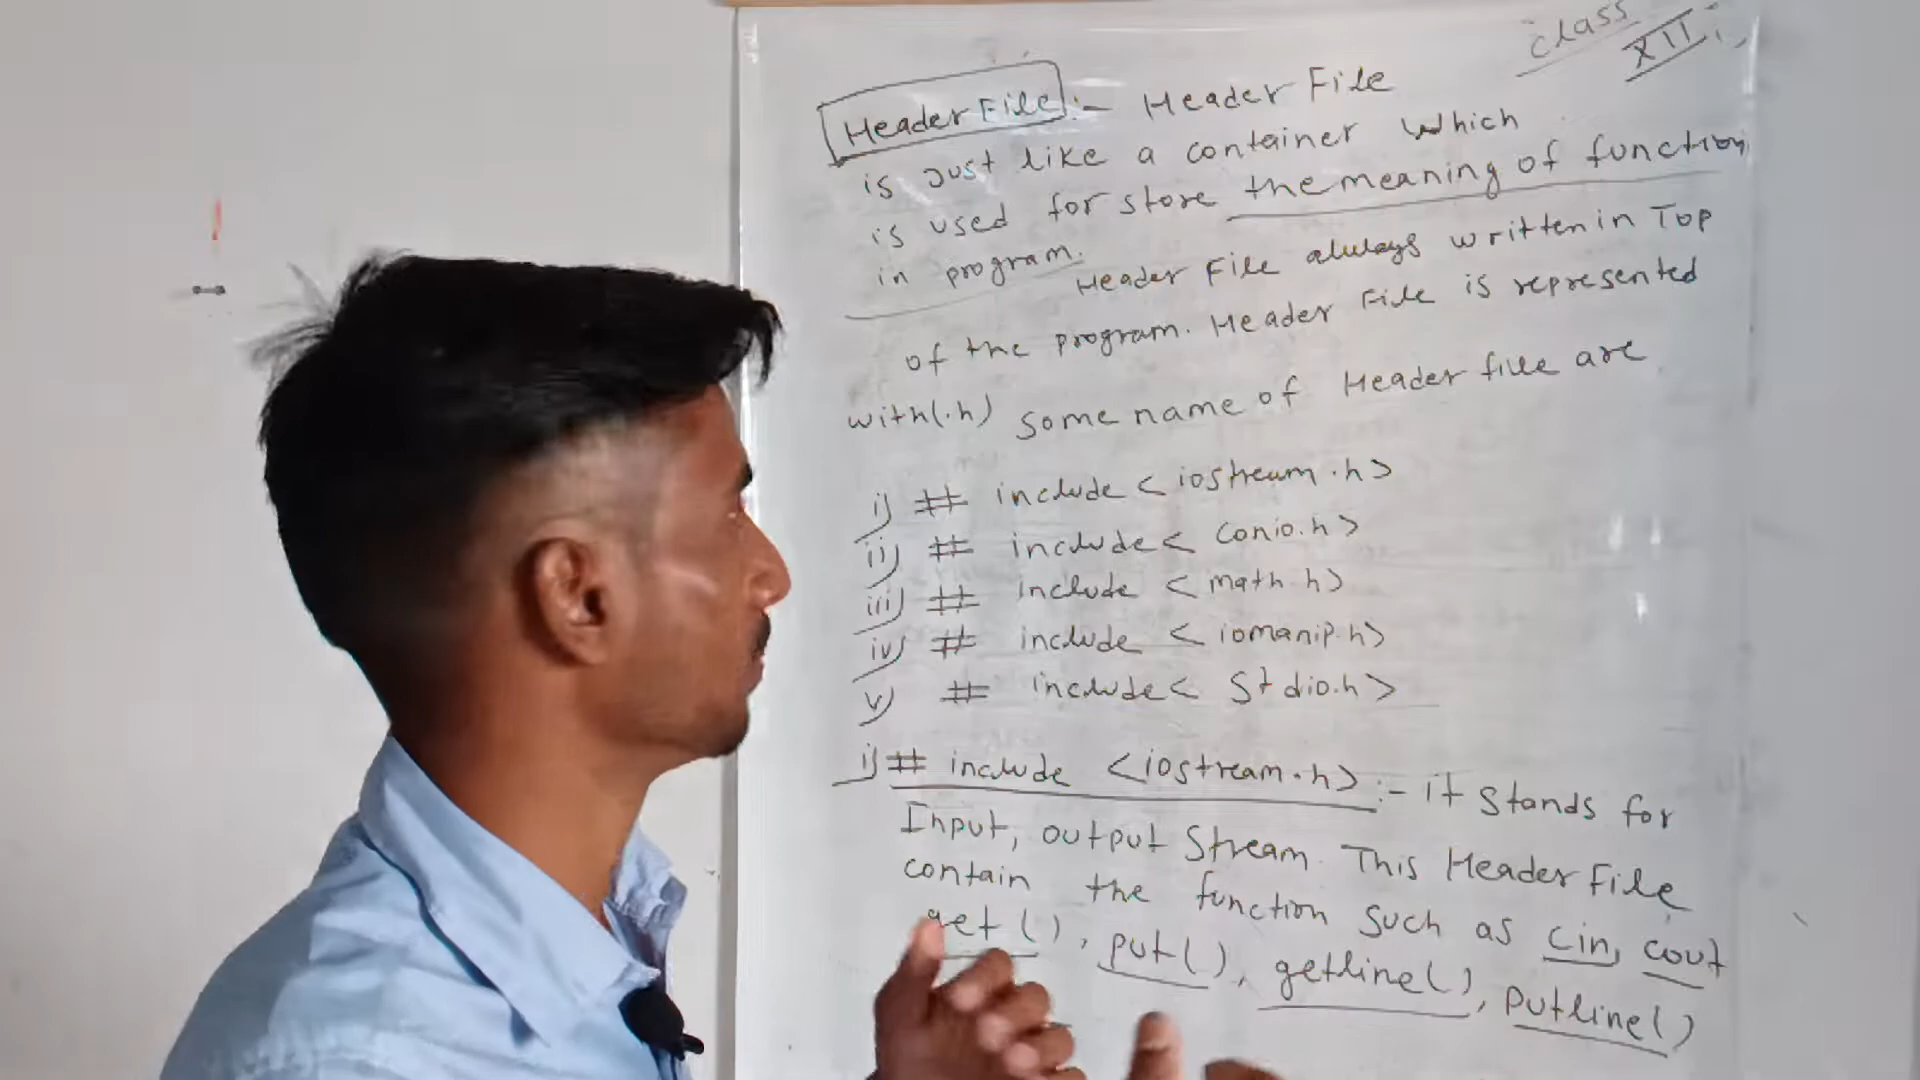 class
XII
Header File :- Header File
is Just like a container which
is used for store the meaning of function
in program.
Header File always written in Top
of the program. Header File is represented
with(.h) some name of Header file are
i) # include < iostream.h>
ii) # include < conio.h>
iii) # include < math.h>
iv) # include < iomanip.h>
v) # include < Stdio.h>
i) # include <iostream.h> :- it stands for
Input, output Stream. This Header File
contain the function such as cin, cout
get(), put(), getline(), Putline()